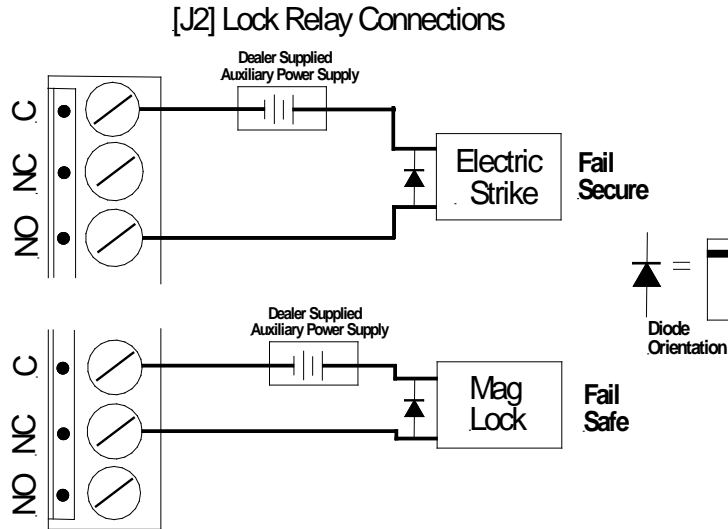 [J2] Lock Relay Connections
Dealer Supplied
Auxiliary Power Supply
C
NC
NO
Electric
Strike
Fail
Secure
Diode
Orientation
Dealer Supplied
Auxiliary Power Supply
C
NC
NO
Mag
Lock
Fail
Safe